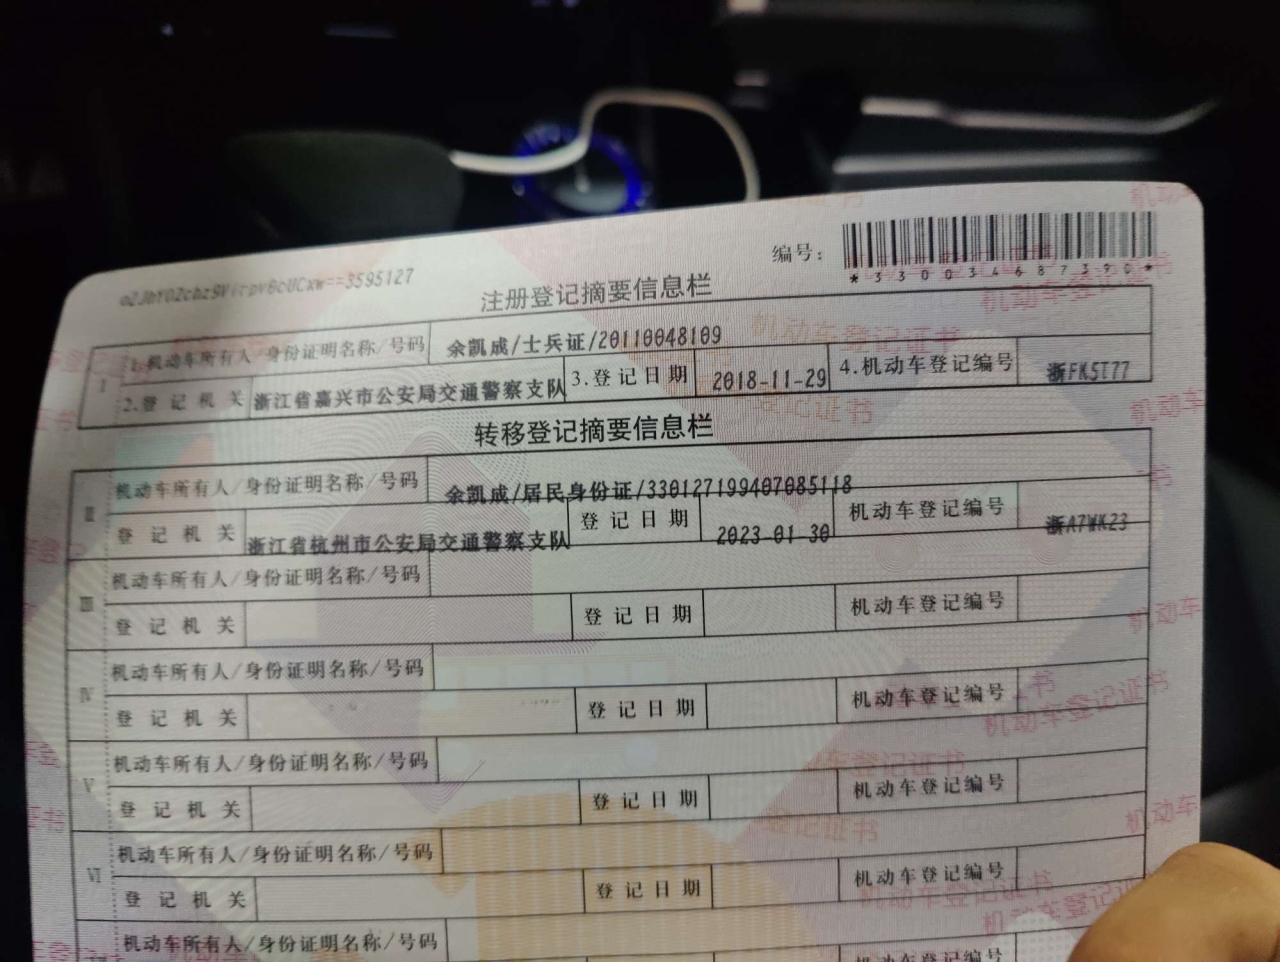 o2JbY0Zchz9Virpv6cUCxw==3595127
编号：
*330034687390*
注册登记摘要信息栏
I
1.机动车所有人/身份证明名称/号码 余凯成/士兵证/20110048109
2.登记机关 浙江省嘉兴市公安局交通警察支队 3.登记日期 2018-11-29 4.机动车登记编号 浙FK5T77
转移登记摘要信息栏
II
机动车所有人/身份证明名称/号码 余凯成/居民身份证/330127199407085118
登记机关 浙江省杭州市公安局交通警察支队 登记日期 2023-01-30 机动车登记编号 浙A7WK23
III
机动车所有人/身份证明名称/号码
登记机关 登记日期 机动车登记编号
IV
机动车所有人/身份证明名称/号码
登记机关 登记日期 机动车登记编号
V
机动车所有人/身份证明名称/号码
登记机关 登记日期 机动车登记编号
VI
机动车所有人/身份证明名称/号码
登记机关 登记日期 机动车登记编号
机动车所有人/身份证明名称/号码